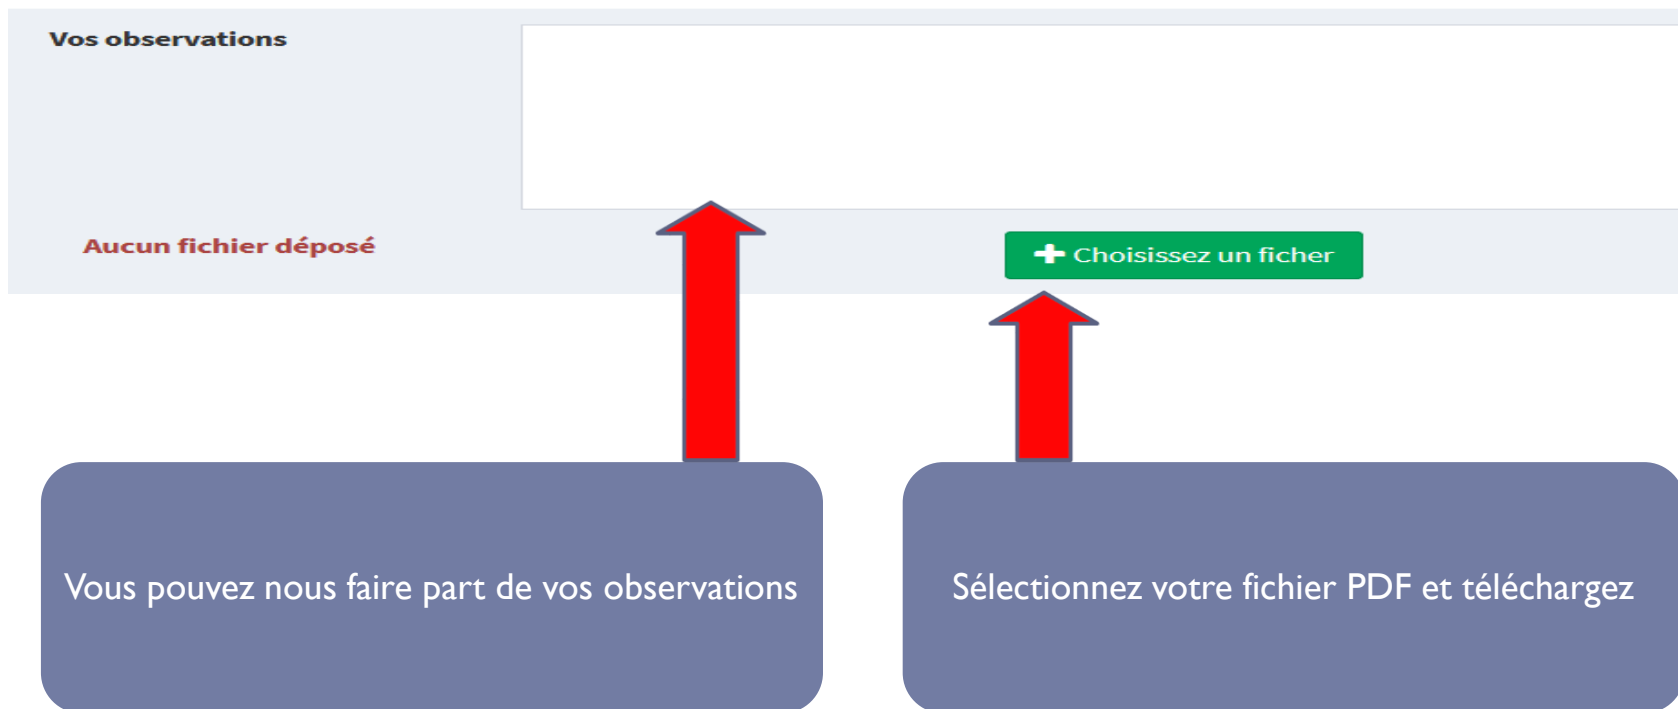 Vos observations
Aucun fichier déposé
Choisissez un ficher
Vous pouvez nous faire part de vos observations
Sélectionnez votre fichier PDF et téléchargez